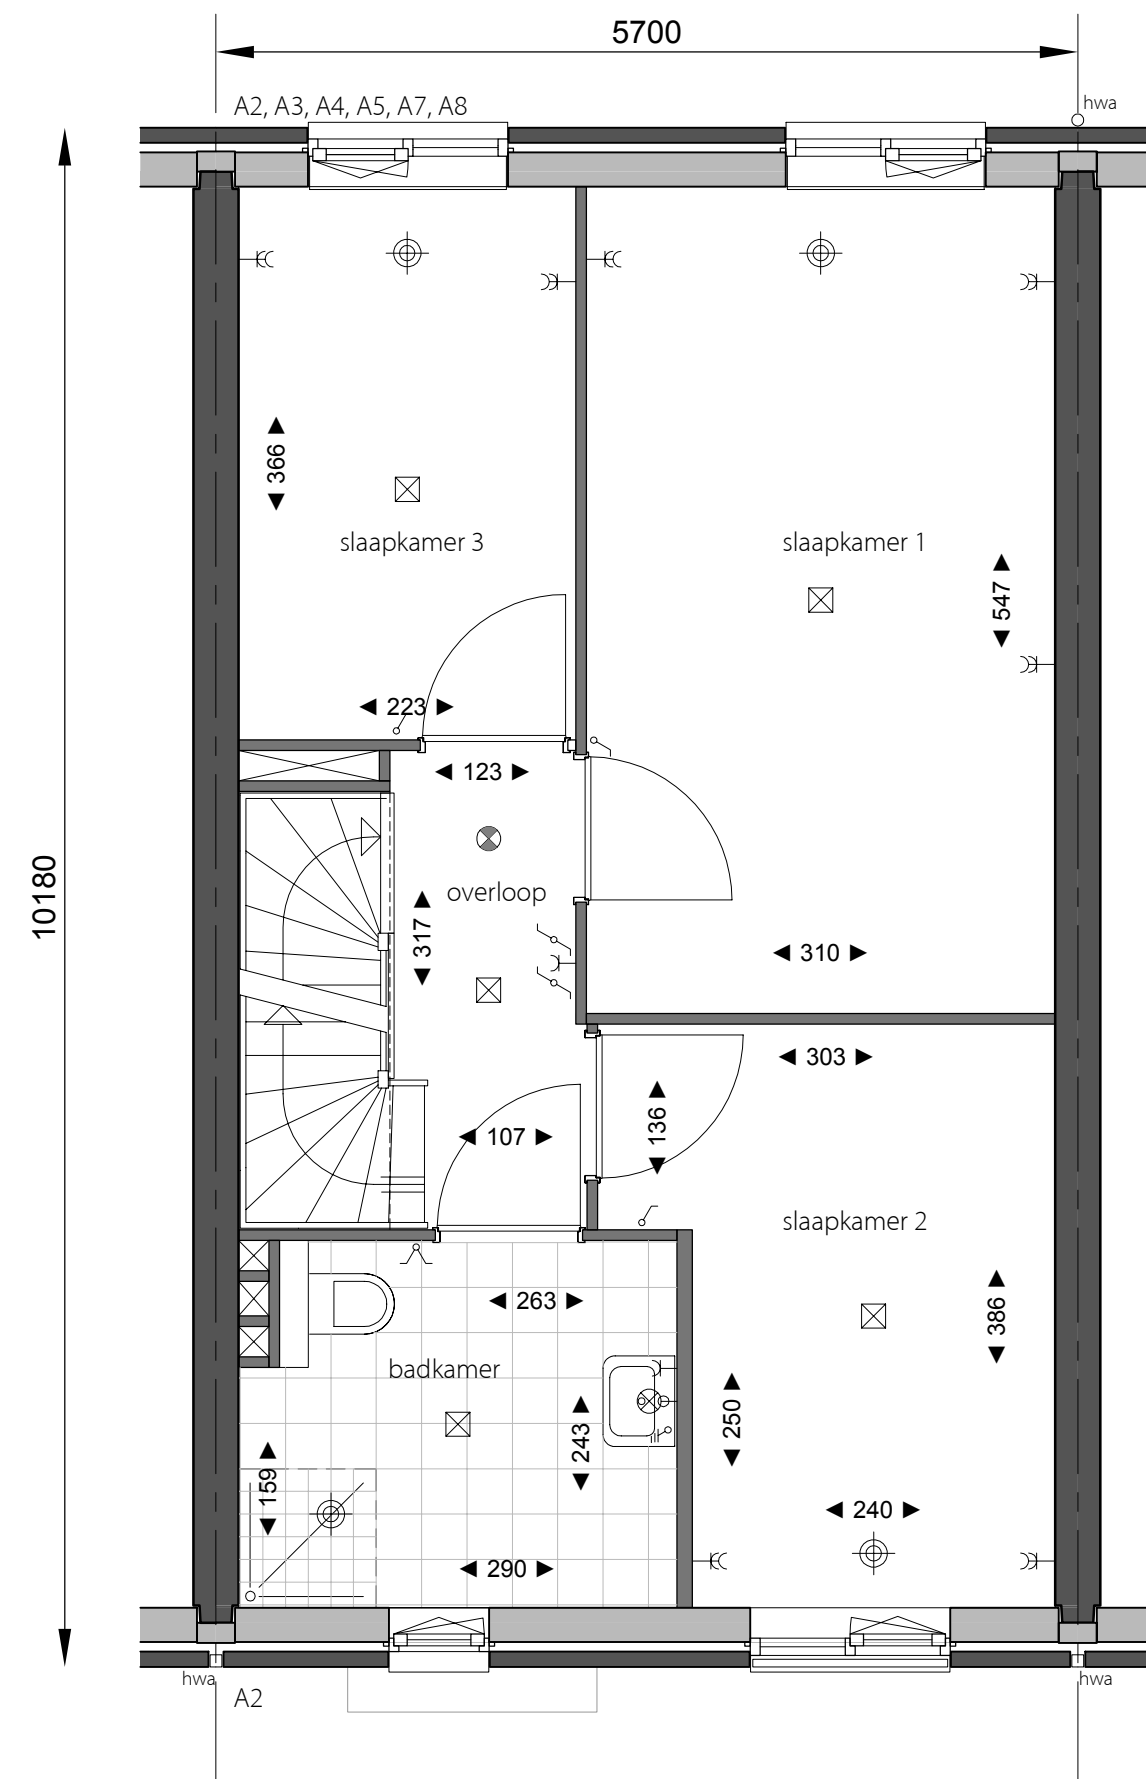 5700
A2, A3, A4, A5, A7, A8
hwa
366
slaapkamer 3
slaapkamer 1
547
223
123
10180
overloop
317
310
303
107
136
slaapkamer 2
263
386
badkamer
250
243
159
240
290
hwa
hwa
A2